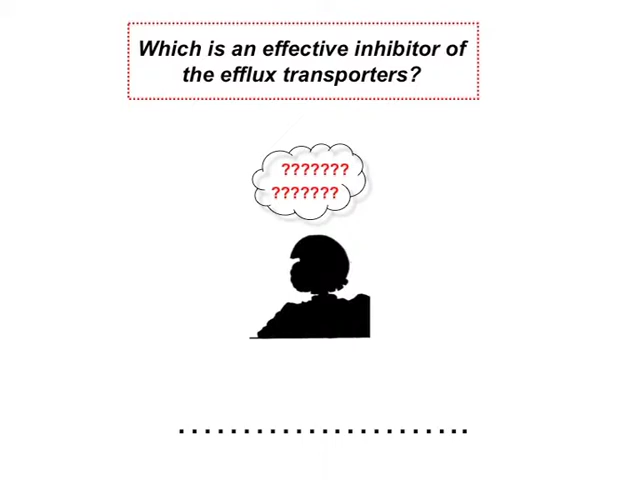 Which is an effective inhibitor of
the efflux transporters?
???????
???????
.......................